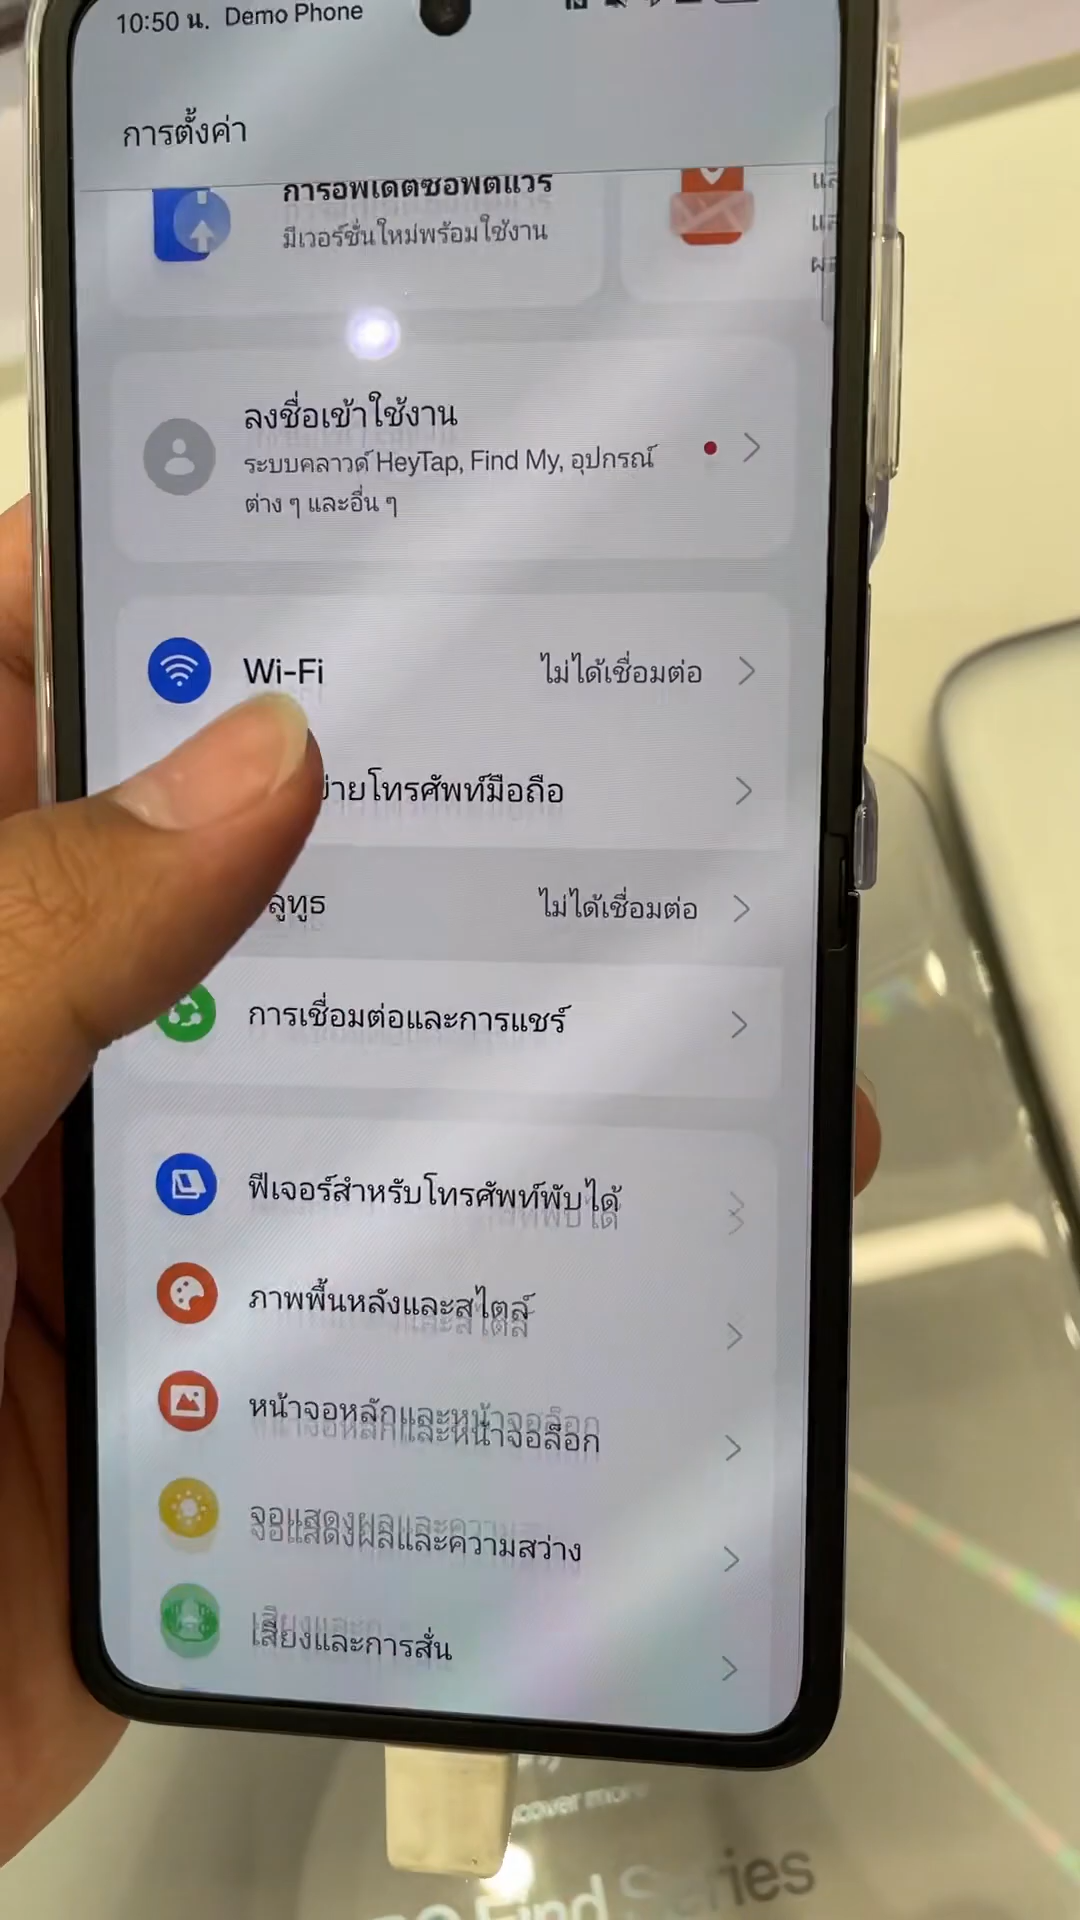 10:50 น. Demo Phone
การตั้งค่า
การอัพเดตซอฟต์แวร์
มีเวอร์ชั่นใหม่พร้อมใช้งาน
ลงชื่อเข้าใช้งาน
ระบบคลาวด์ HeyTap, Find My, อุปกรณ์
ต่าง ๆ และอื่น ๆ
Wi-Fi ไม่ได้เชื่อมต่อ
ข่ายโทรศัพท์มือถือ
ลูทูธ ไม่ได้เชื่อมต่อ
การเชื่อมต่อและการแชร์
ฟีเจอร์สำหรับโทรศัพท์พับได้
ภาพพื้นหลังและสไตล์
หน้าจอหลักและหน้าจอล็อก
จอแสดงผลและความสว่าง
เสียงและการสั่น
Find Series